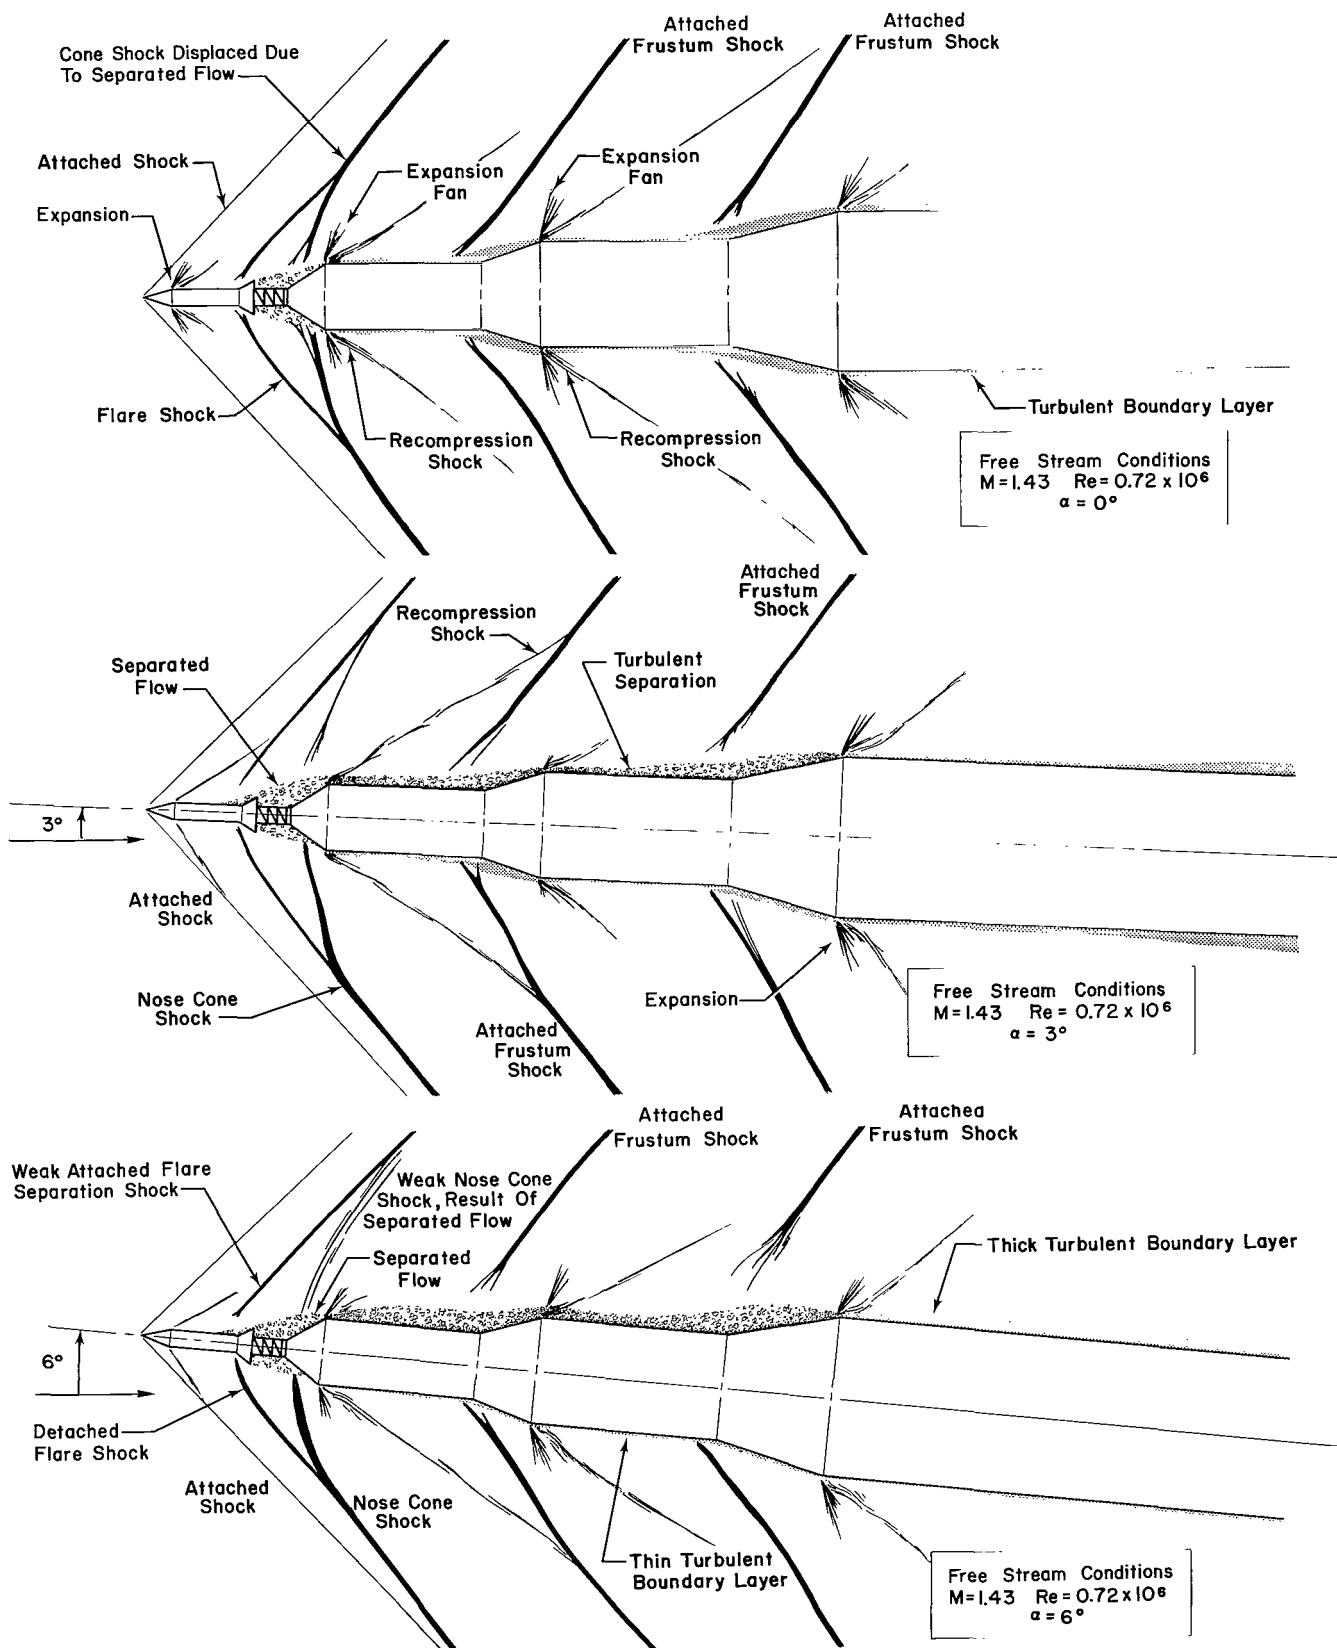 Attached
Frustum Shock
Attached
Frustum Shock
Cone Shock Displaced Due
To Separated Flow
Attached Shock
Expansion
Expansion
Fan
Expansion
Fan
Flare Shock
Recompression
Shock
Recompression
Shock
Turbulent Boundary Layer
Free Stream Conditions
M=1.43 Re=0.72 x 10⁶
α = 0°
Attached
Frustum
Shock
Recompression
Shock
Separated
Flow
Turbulent
Separation
3°
Attached
Shock
Nose Cone
Shock
Attached
Frustum
Shock
Expansion
Free Stream Conditions
M=1.43 Re=0.72 x 10⁶
α = 3°
Attached
Frustum Shock
Attached
Frustum Shock
Weak Attached Flare
Separation Shock
Weak Nose Cone
Shock, Result Of
Separated Flow
Separated
Flow
Thick Turbulent Boundary Layer
6°
Detached
Flare Shock
Attached
Shock
Nose Cone
Shock
Thin Turbulent
Boundary Layer
Free Stream Conditions
M=1.43 Re=0.72 x 10⁶
α = 6°